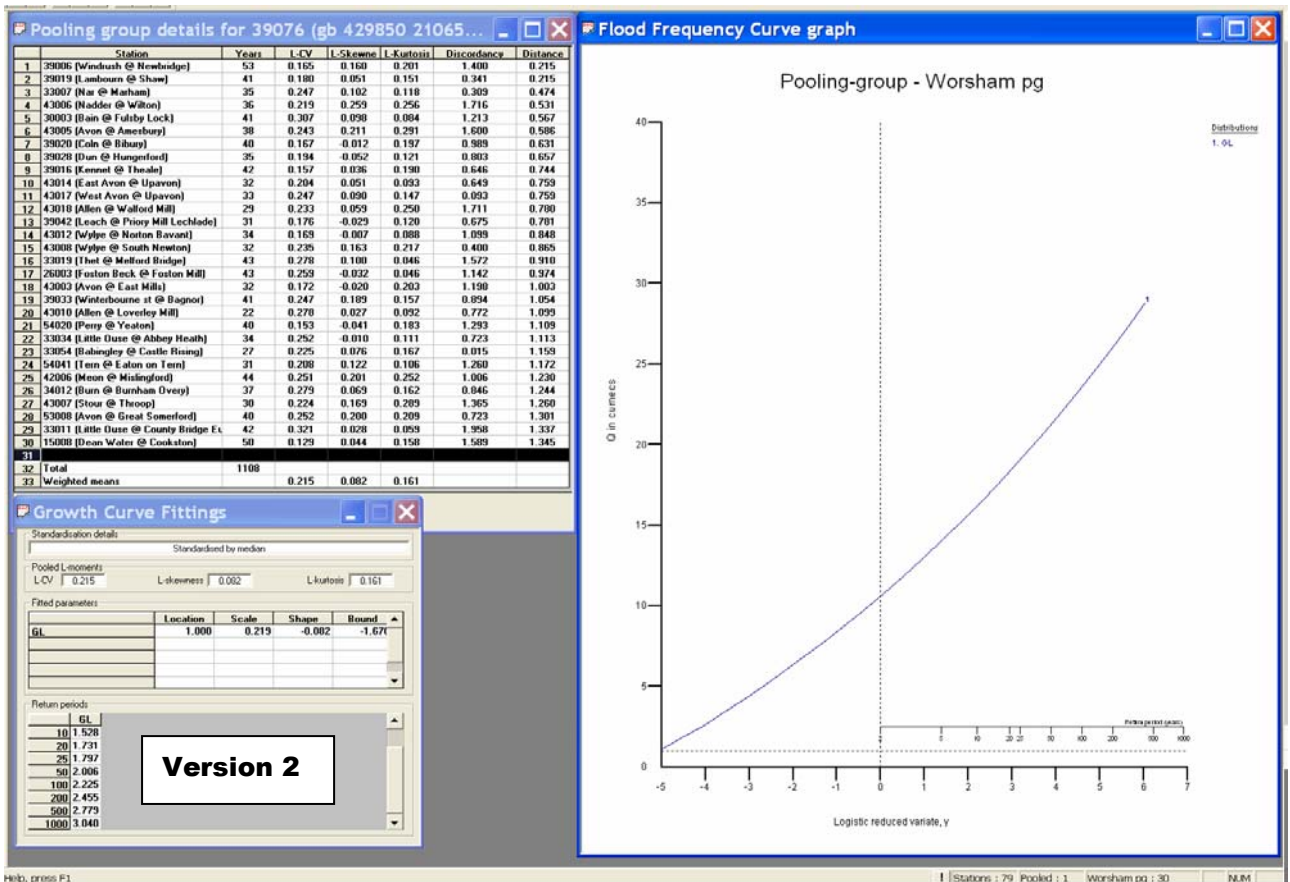 Pooling group details for 39076 (gb 429850 21065...
Station Years L-CV L-Skewne L-Kurtosis Discordancy Distance
1 39006 (Windrush @ Newbridge) 53 0.165 0.160 0.201 1.400 0.215
2 39019 (Lambourn @ Shaw) 41 0.180 0.051 0.151 0.341 0.215
3 33007 (Nar @ Marham) 35 0.247 0.102 0.118 0.309 0.474
4 43006 (Nadder @ Wilton) 36 0.219 0.259 0.256 1.716 0.531
5 30003 (Bain @ Fulsby Lock) 41 0.307 0.098 0.084 1.213 0.567
6 43005 (Avon @ Amesbury) 38 0.243 0.211 0.291 1.600 0.586
7 39020 (Coln @ Bibury) 40 0.167 -0.012 0.197 0.989 0.631
8 39028 (Dun @ Hungerford) 35 0.194 -0.052 0.121 0.803 0.657
9 39016 (Kennet @ Theale) 42 0.157 0.036 0.190 0.646 0.744
10 43014 (East Avon @ Upavon) 32 0.204 0.051 0.093 0.649 0.759
11 43017 (West Avon @ Upavon) 33 0.247 0.090 0.147 0.093 0.759
12 43018 (Allen @ Walford Mill) 29 0.233 0.059 0.250 1.711 0.780
13 39042 (Leach @ Priory Mill Lechlade) 31 0.176 -0.029 0.120 0.675 0.781
14 43012 (Wylye @ Norton Bavant) 34 0.169 -0.007 0.088 1.099 0.848
15 43008 (Wylye @ South Newton) 32 0.235 0.163 0.217 0.400 0.865
16 33019 (Thet @ Melford Bridge) 43 0.278 0.100 0.046 1.572 0.910
17 26003 (Foston Beck @ Foston Mill) 43 0.259 -0.032 0.046 1.142 0.974
18 43003 (Avon @ East Mills) 32 0.172 -0.020 0.203 1.198 1.003
19 39033 (Winterbourne st @ Bagnor) 41 0.247 0.189 0.157 0.894 1.054
20 43010 (Allen @ Loverley Mill) 22 0.270 0.027 0.092 0.772 1.099
21 54020 (Perry @ Yeaton) 40 0.153 -0.041 0.183 1.293 1.109
22 33034 (Little Ouse @ Abbey Heath) 34 0.252 -0.010 0.111 0.723 1.113
23 33054 (Babingley @ Castle Rising) 27 0.225 0.076 0.167 0.015 1.159
24 54041 (Tern @ Eaton on Tern) 31 0.208 0.122 0.106 1.260 1.172
25 42006 (Meon @ Mislingford) 44 0.251 0.201 0.252 1.006 1.230
26 34012 (Burn @ Burnham Overy) 37 0.279 0.069 0.162 0.846 1.244
27 43007 (Stour @ Throop) 30 0.224 0.169 0.289 1.365 1.260
28 53008 (Avon @ Great Somerford) 40 0.252 0.200 0.209 0.723 1.301
29 33011 (Little Ouse @ County Bridge Eu 42 0.321 0.028 0.059 1.958 1.337
30 15008 (Dean Water @ Cookston) 50 0.129 0.044 0.158 1.589 1.345
31
32 Total 1108
33 Weighted means 0.215 0.082 0.161
Growth Curve Fittings
Standardisation details
Standardised by median
Pooled L-moments
L-CV 0.215 L-skewness 0.082 L-kurtosis 0.161
Fitted parameters
Location Scale Shape Bound
GL 1.000 0.219 -0.082 -1.670
Return periods
GL
10 1.528
20 1.731
25 1.797
50 2.006
100 2.225
200 2.455
500 2.779
1000 3.040
Version 2
Flood Frequency Curve graph
Pooling-group - Worsham pg
Distributions
1. GL
40
35
30
25
20
15
10
5
0
Q in cumecs
1
Return period (years)
2 5 10 20 25 50 100 200 500 1000
-5 -4 -3 -2 -1 0 1 2 3 4 5 6 7
Logistic reduced variate, y
Help, press F1
Stations : 79 Pooled : 1 Worsham pg : 30 NUM